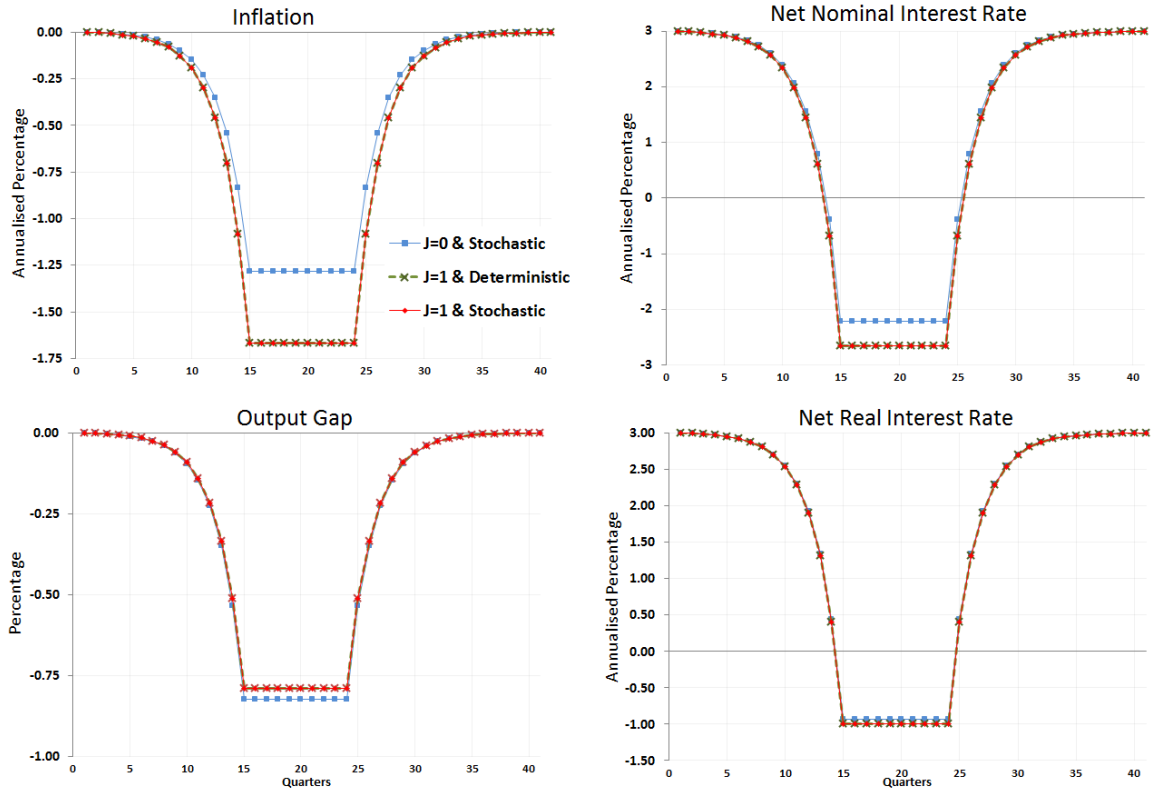 Inflation
0.00
-0.25
-0.50
-0.75
-1.00
-1.25
-1.50
-1.75
Annualised Percentage
J=0 & Stochastic
J=1 & Deterministic
J=1 & Stochastic
0 5 10 15 20 25 30 35 40
Net Nominal Interest Rate
3
2
1
0
-1
-2
-3
Annualised Percentage
0 5 10 15 20 25 30 35 40
Output Gap
0.00
-0.25
-0.50
-0.75
-1.00
Percentage
0 5 10 15 20 25 30 35 40
Quarters
Net Real Interest Rate
3.00
2.50
2.00
1.50
1.00
0.50
0.00
-0.50
-1.00
-1.50
Annualised Percentage
0 5 10 15 20 25 30 35 40
Quarters